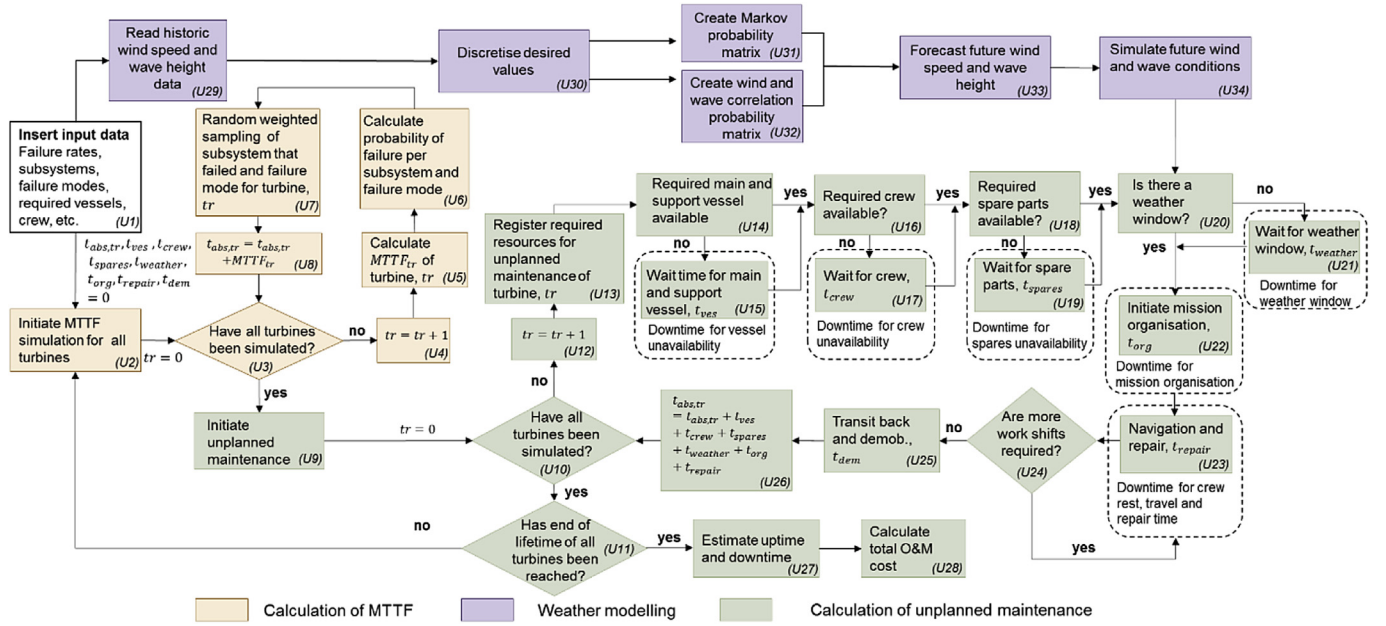 Read historic
wind speed and
wave height
data
(U29)
Discretise desired
values
(U30)
Create Markov
probability
matrix
(U31)
Create wind and
wave correlation
probability
matrix
(U32)
Forecast future wind
speed and wave
height
(U33)
Simulate future wind
and wave conditions
(U34)
Insert input data
Failure rates,
subsystems,
failure modes,
required vessels,
crew, etc.
(U1)
Random weighted
sampling of
subsystem that
failed and failure
mode for turbine,
tr
(U7)
Calculate
probability of
failure per
subsystem and
failure mode
(U6)
t_abs,tr, t_ves, t_crew,
t_spares, t_weather,
t_org, t_repair, t_dem
= 0
t_abs,tr = t_abs,tr
+MTTF_tr
(U8)
Calculate
MTTF_tr of
turbine, tr
(U5)
Initiate MTTF
simulation for all
turbines
(U2)
tr = 0
Have all turbines
been simulated?
(U3)
no
tr = tr + 1
(U4)
yes
Initiate
unplanned
maintenance
(U9)
tr = 0
Register required
resources for
unplanned
maintenance of
turbine, tr
(U13)
tr = tr + 1
(U12)
no
Required main and
support vessel
available
(U14)
yes
no
Wait time for main
and support
vessel, t_ves
(U15)
Downtime for vessel
unavailability
Required crew
available?
(U16)
yes
no
Wait for crew,
t_crew
(U17)
Downtime for crew
unavailability
Required
spare parts
available?
(U18)
yes
no
Wait for spare
parts, t_spares
(U19)
Downtime for
spares unavailability
Is there a
weather
window?
(U20)
no
yes
Wait for weather
window, t_weather
(U21)
Downtime for
weather window
Initiate mission
organisation,
t_org
(U22)
Downtime for
mission organisation
Have all
turbines been
simulated?
(U10)
t_abs,tr
= t_abs,tr + t_ves
+ t_crew + t_spares
+ t_weather + t_org
+ t_repair
(U26)
Transit back
and demob.,
t_dem
(U25)
no
Are more
work shifts
required?
(U24)
Navigation and
repair, t_repair
(U23)
Downtime for crew
rest, travel and
repair time
yes
yes
no
Has end of
lifetime of all
turbines been
reached?
(U11)
yes
Estimate uptime
and downtime
(U27)
Calculate
total O&M
cost
(U28)
Calculation of MTTF
Weather modelling
Calculation of unplanned maintenance